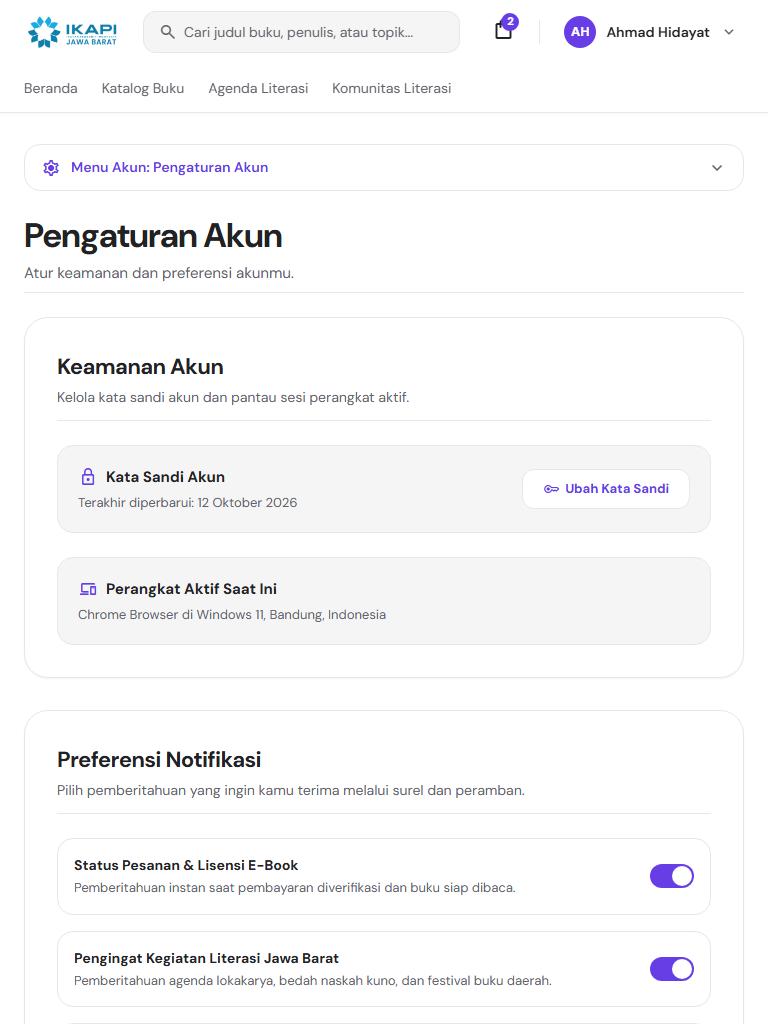 IKAPI
JAWA BARAT
Cari judul buku, penulis, atau topik...
2
AH
Ahmad Hidayat
Beranda
Katalog Buku
Agenda Literasi
Komunitas Literasi
Menu Akun: Pengaturan Akun
Pengaturan Akun
Atur keamanan dan preferensi akunmu.
Keamanan Akun
Kelola kata sandi akun dan pantau sesi perangkat aktif.
Kata Sandi Akun
Terakhir diperbarui: 12 Oktober 2026
Ubah Kata Sandi
Perangkat Aktif Saat Ini
Chrome Browser di Windows 11, Bandung, Indonesia
Preferensi Notifikasi
Pilih pemberitahuan yang ingin kamu terima melalui surel dan peramban.
Status Pesanan & Lisensi E-Book
Pemberitahuan instan saat pembayaran diverifikasi dan buku siap dibaca.
Pengingat Kegiatan Literasi Jawa Barat
Pemberitahuan agenda lokakarya, bedah naskah kuno, dan festival buku daerah.